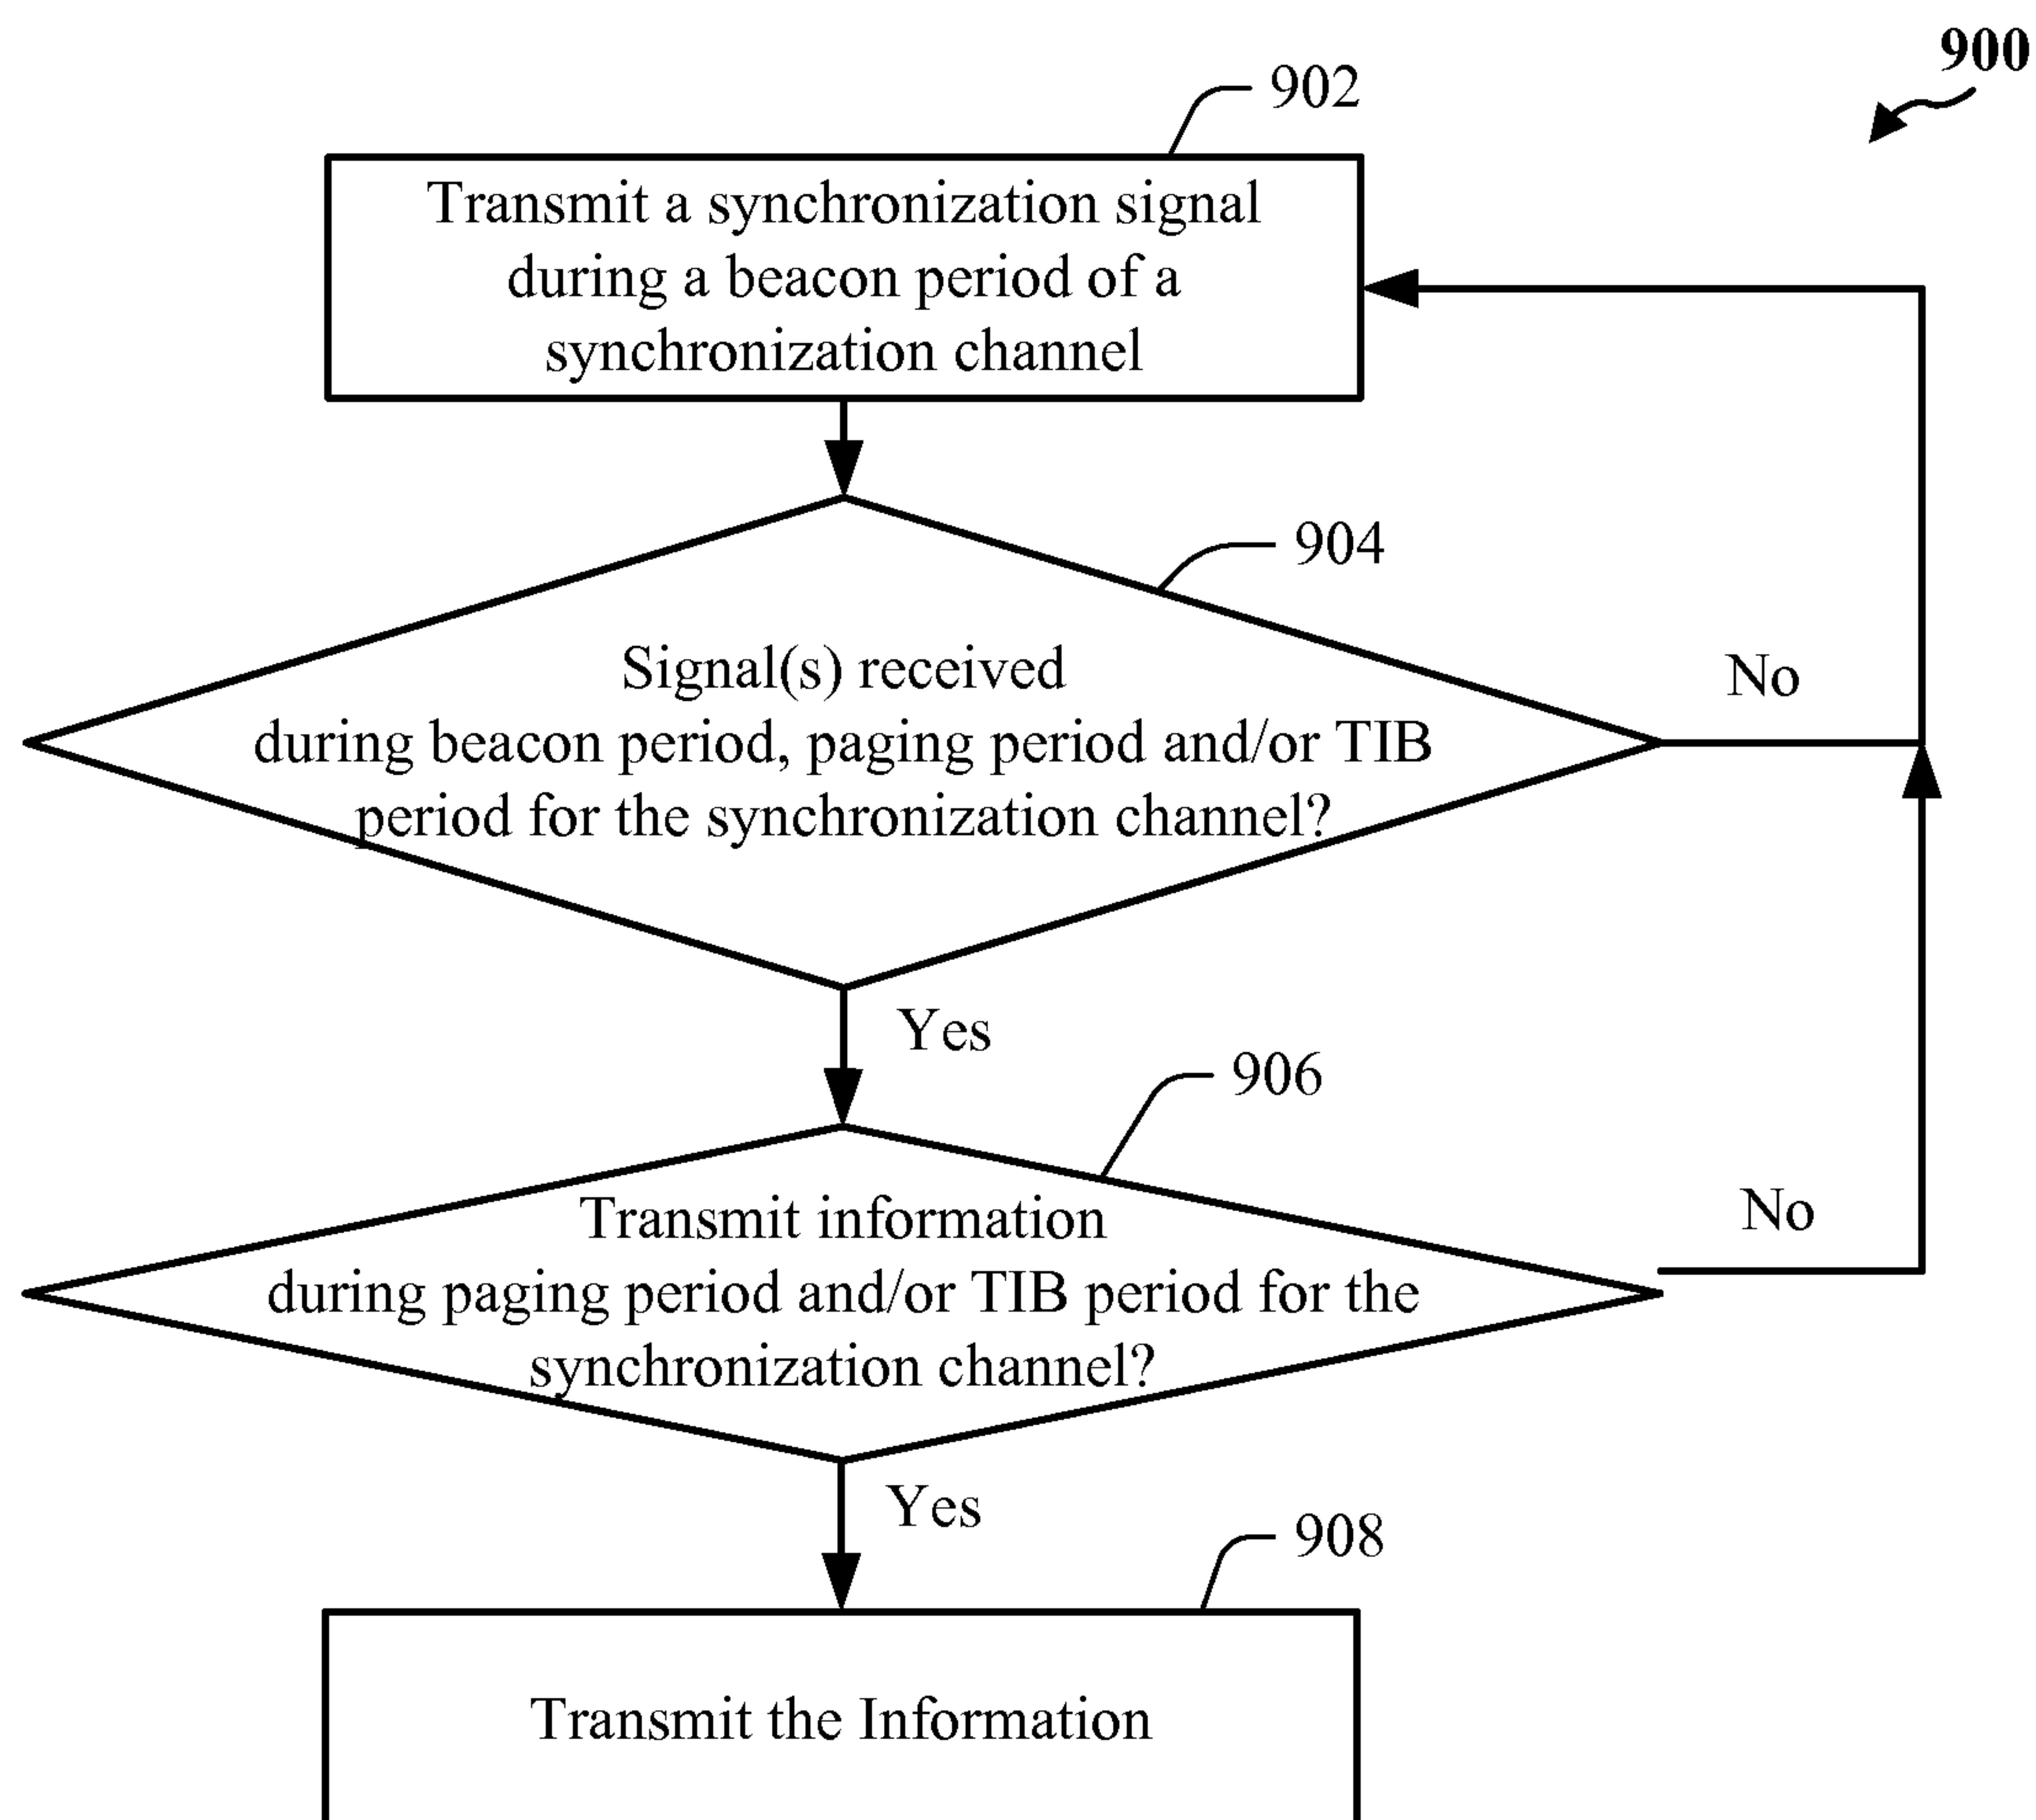 900
902
Transmit a synchronization signal
during a beacon period of a
synchronization channel
904
Signal(s) received
during beacon period, paging period and/or TIB
period for the synchronization channel?
No
Yes
906
Transmit information
during paging period and/or TIB period for the
synchronization channel?
No
Yes
908
Transmit the Information